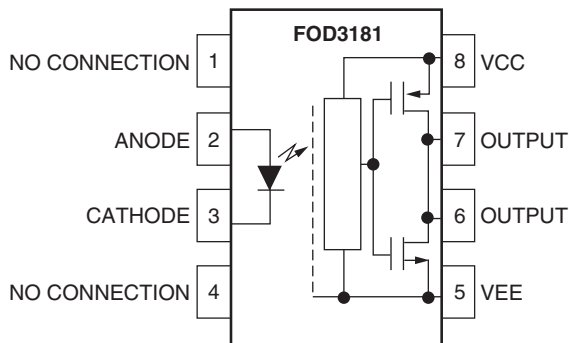 FOD3181
NO CONNECTION 1
8 VCC
ANODE 2
7 OUTPUT
CATHODE 3
6 OUTPUT
NO CONNECTION 4
5 VEE